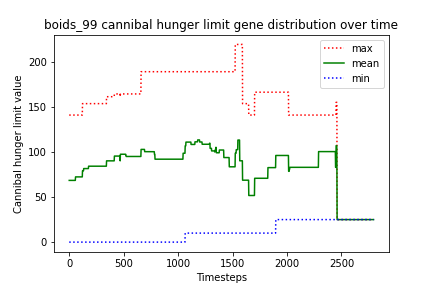 boids_99 cannibal hunger limit gene distribution over time
max
mean
min
Cannibal hunger limit value
200
150
100
50
0
0 500 1000 1500 2000 2500
Timesteps